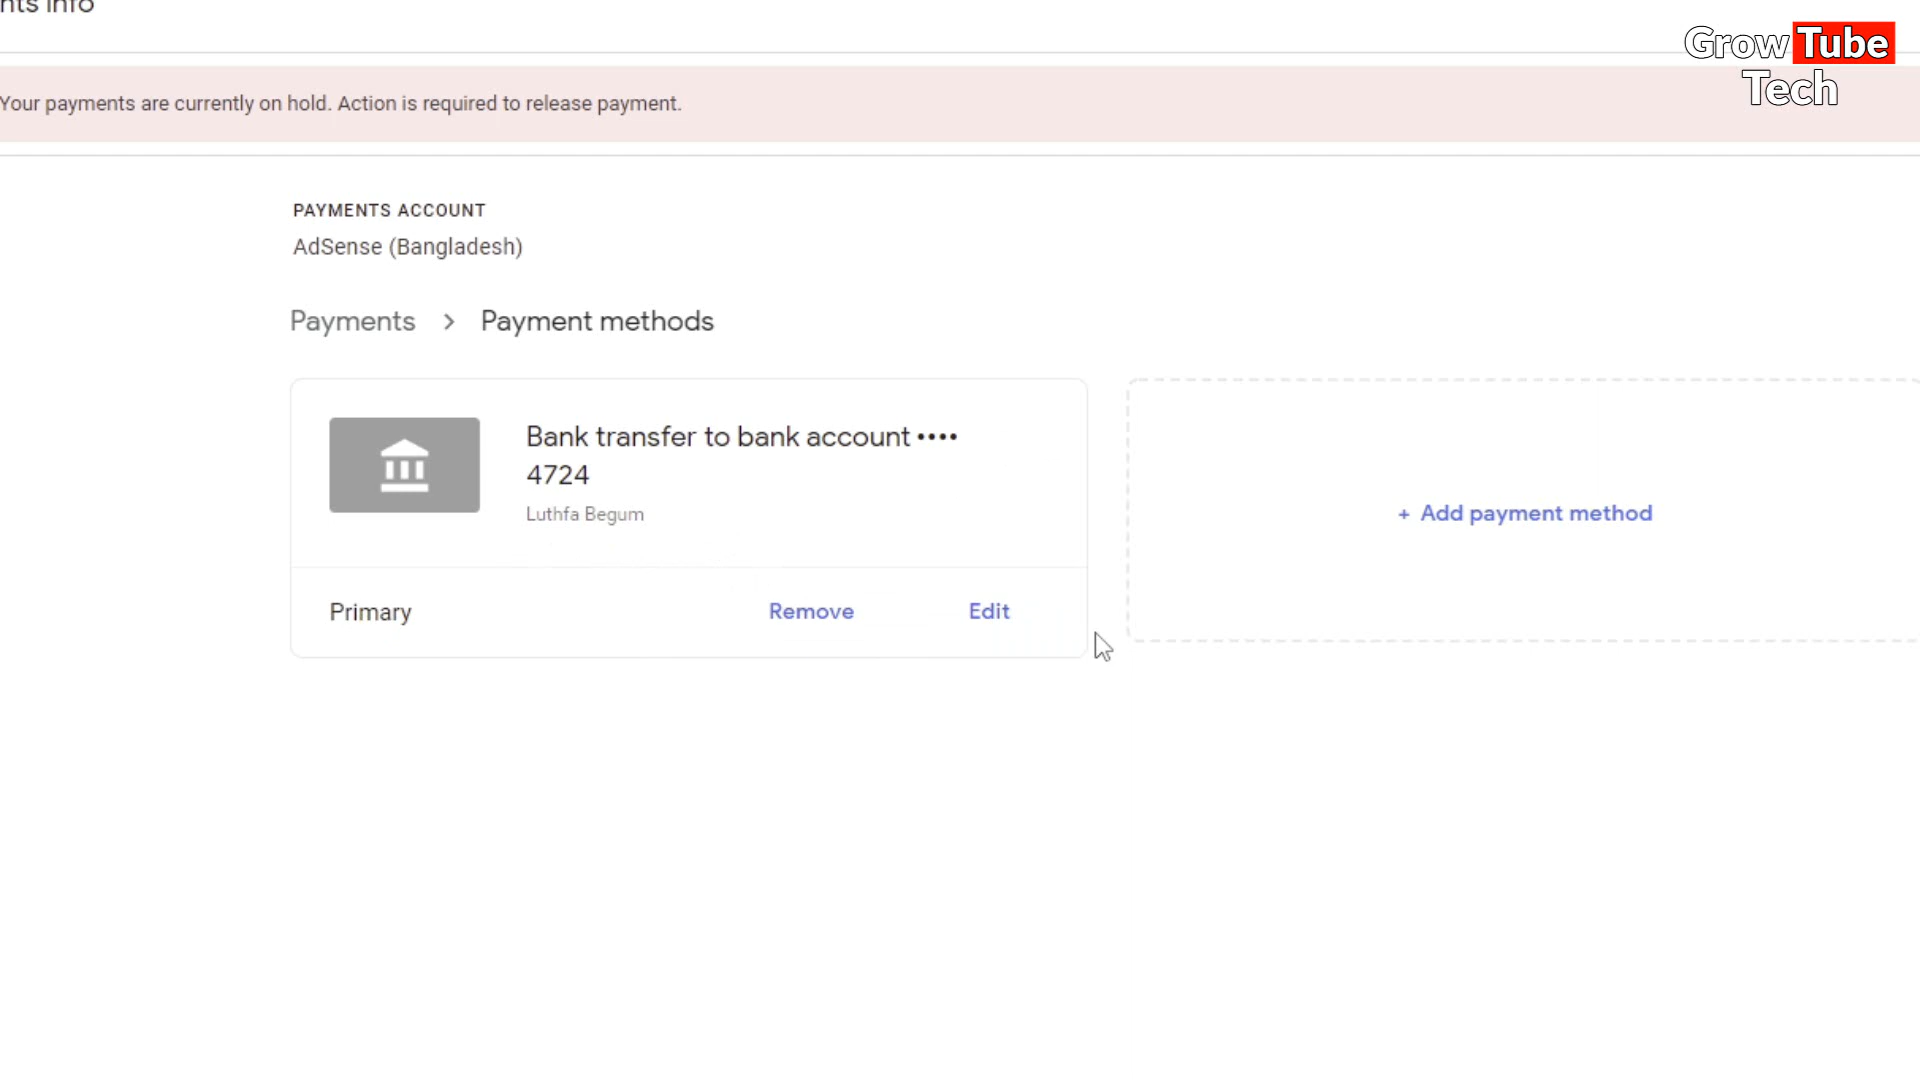 Grow Tube
Tech
Your payments are currently on hold. Action is required to release payment.
PAYMENTS ACCOUNT
AdSense (Bangladesh)
Payments > Payment methods
Bank transfer to bank account ••••
4724
Luthfa Begum
+ Add payment method
Primary Remove Edit